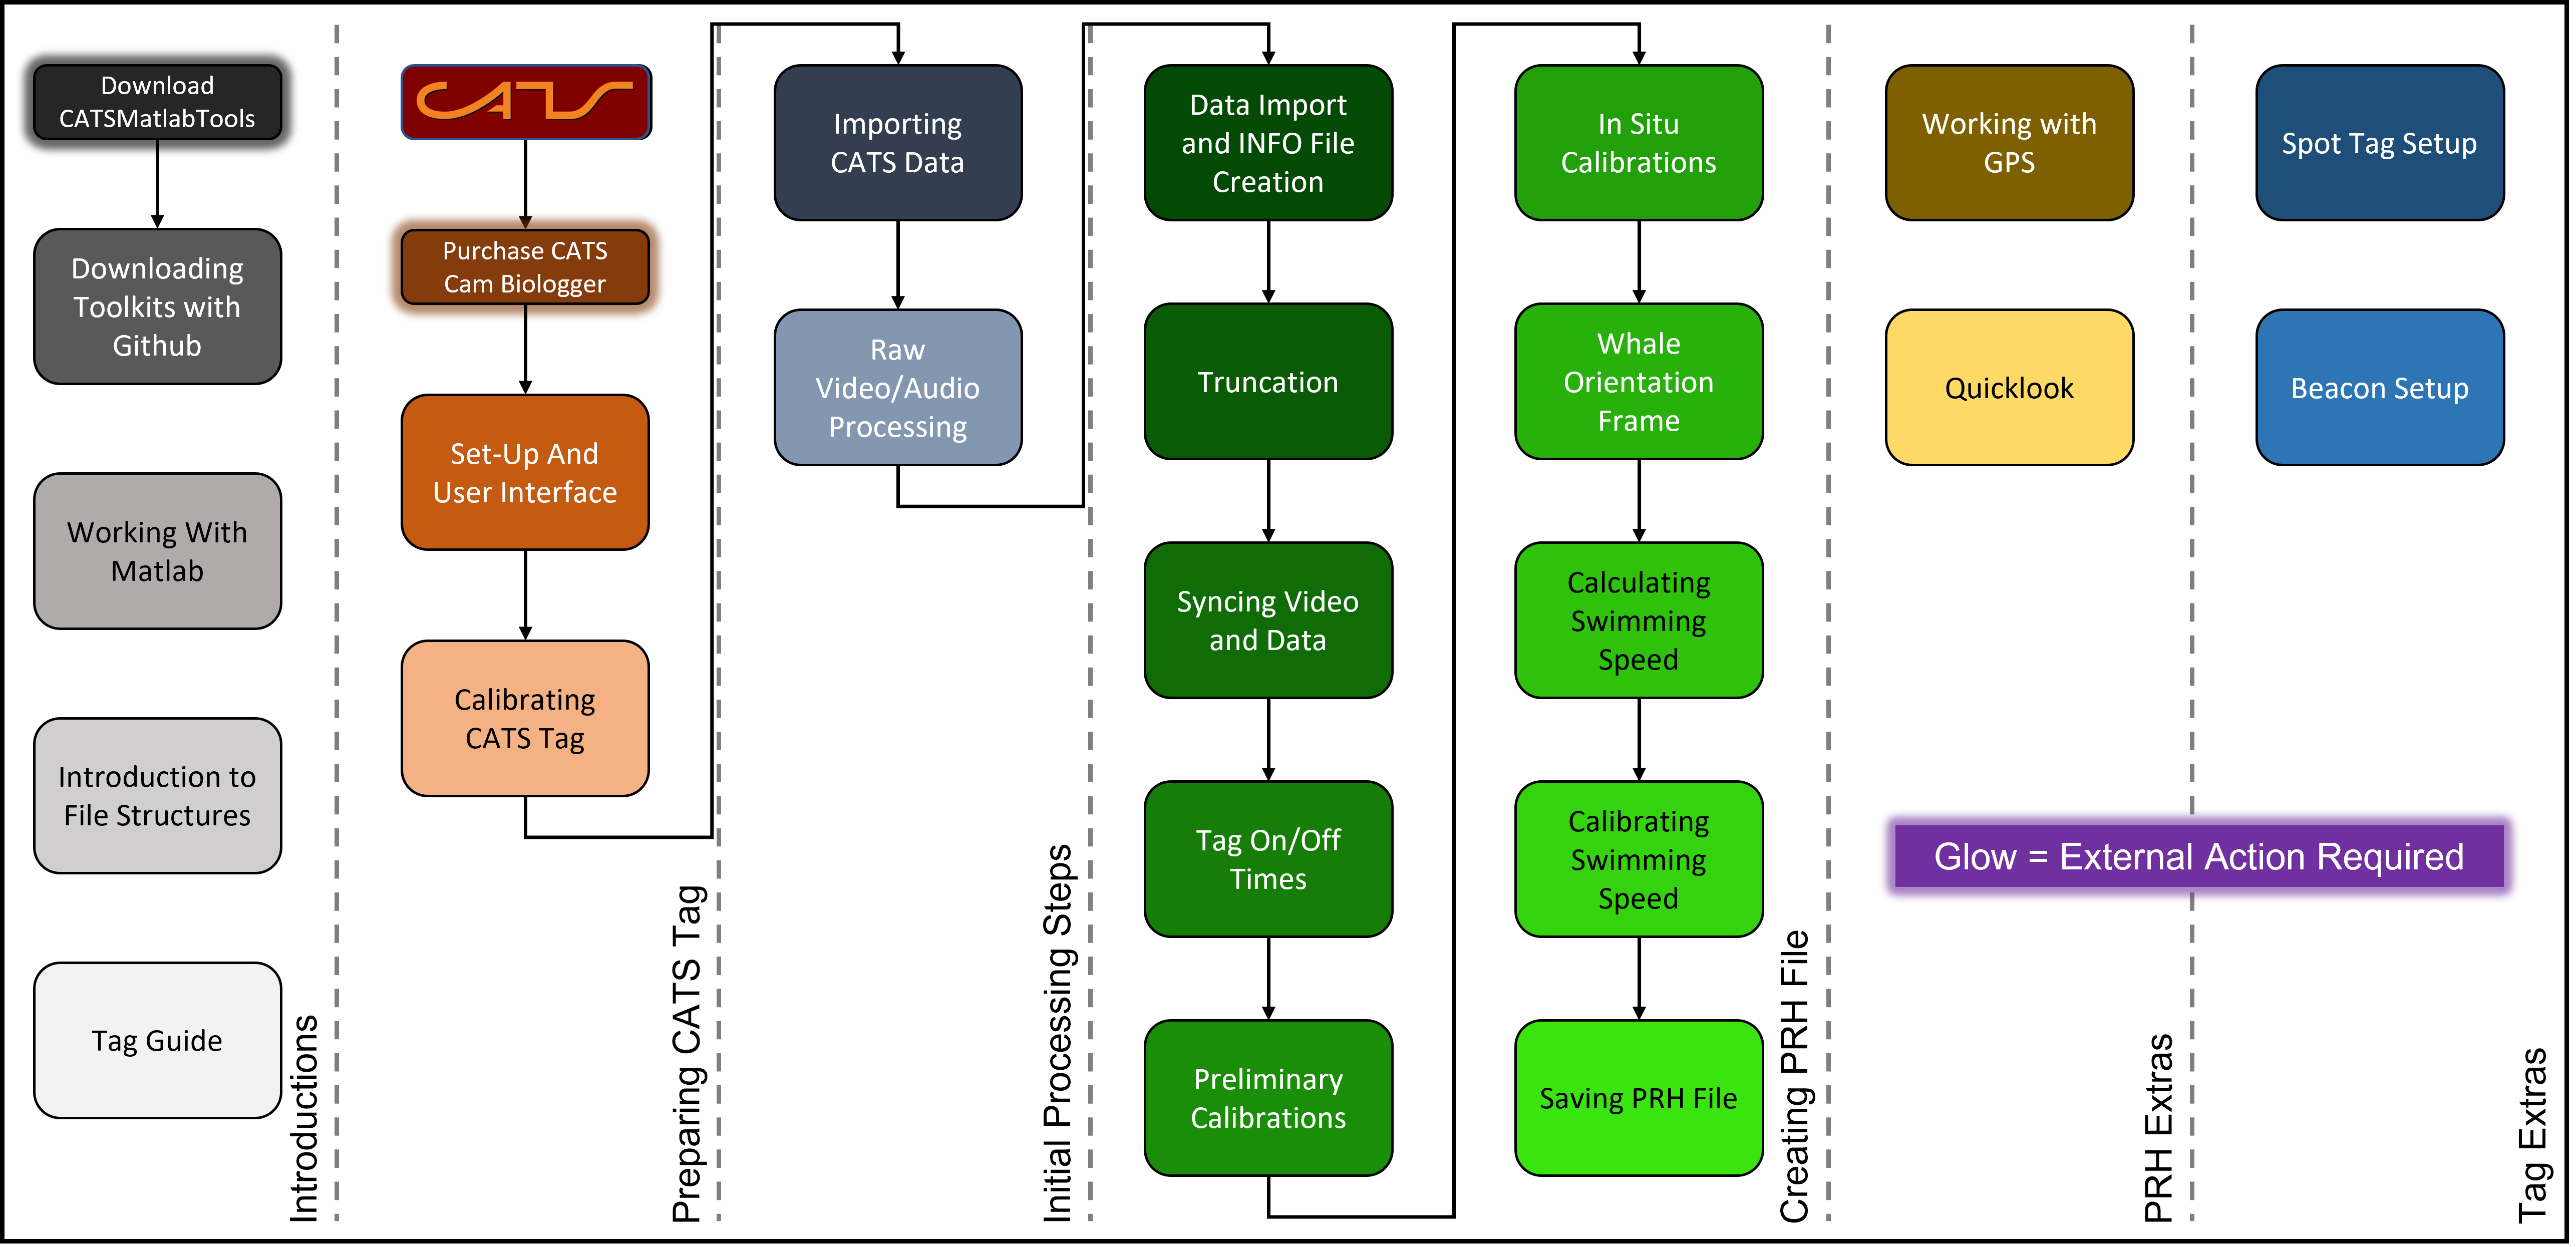 Download
CATSMatlabTools
Downloading
Toolkits with
Github
Working With
Matlab
Introduction to
File Structures
Tag Guide
Introductions
CATS
Purchase CATS
Cam Biologger
Set-Up And
User Interface
Calibrating
CATS Tag
Preparing CATS Tag
Importing
CATS Data
Raw
Video/Audio
Processing
Initial Processing Steps
Data Import
and INFO File
Creation
Truncation
Syncing Video
and Data
Tag On/Off
Times
Preliminary
Calibrations
In Situ
Calibrations
Whale
Orientation
Frame
Calculating
Swimming
Speed
Calibrating
Swimming
Speed
Saving PRH File
Creating PRH File
Working with
GPS
Quicklook
PRH Extras
Spot Tag Setup
Beacon Setup
Glow = External Action Required
Tag Extras